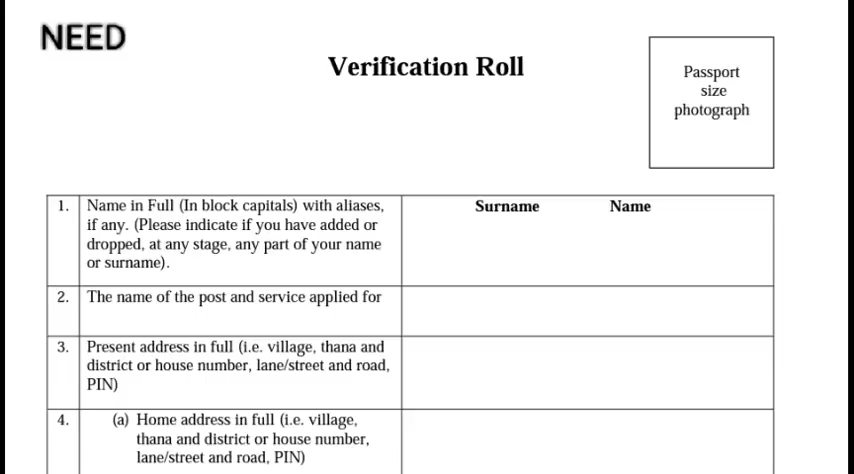 NEED
Verification Roll
Passport
size
photograph
1. Name in Full (In block capitals) with aliases,
if any. (Please indicate if you have added or
dropped, at any stage, any part of your name
or surname).
Surname Name
2. The name of the post and service applied for
3. Present address in full (i.e. village, thana and
district or house number, lane/street and road,
PIN)
4. (a) Home address in full (i.e. village,
thana and district or house number,
lane/street and road, PIN)